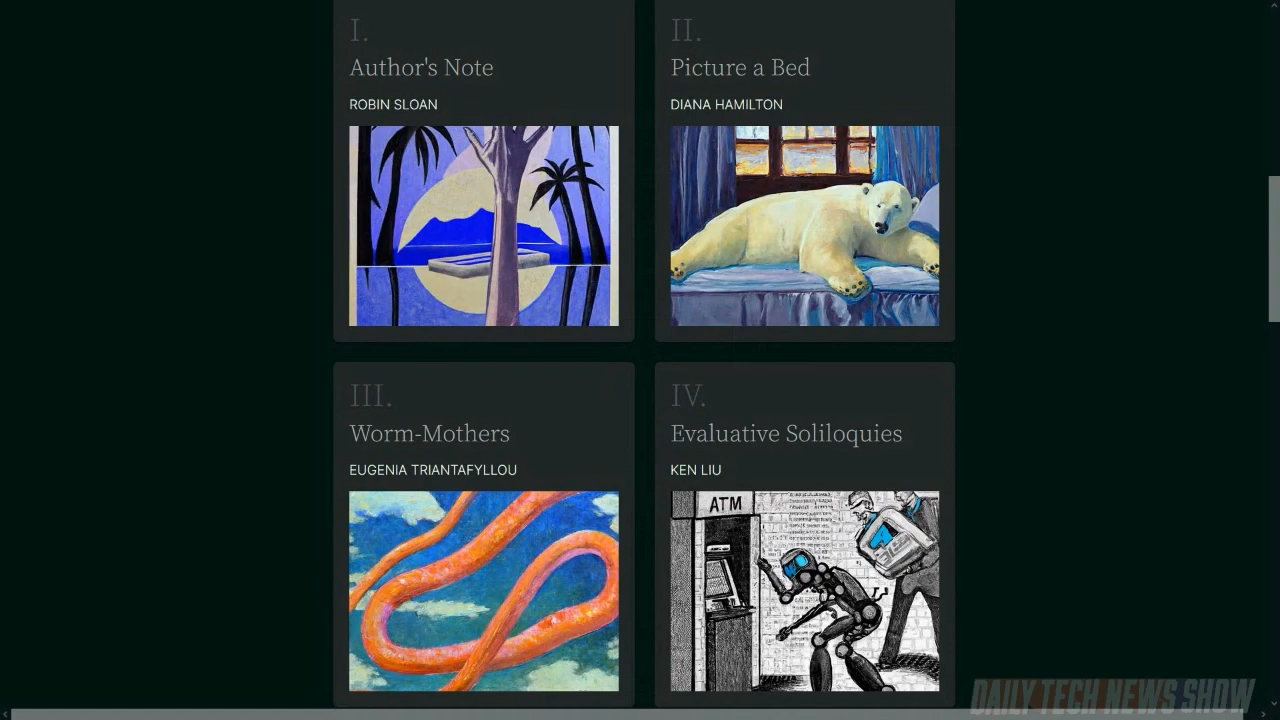 I.
Author's Note
ROBIN SLOAN
II.
Picture a Bed
DIANA HAMILTON
III.
Worm-Mothers
EUGENIA TRIANTAFYLLOU
IV.
Evaluative Soliloquies
KEN LIU
ATM
DAILY TECH NEWS SHOW